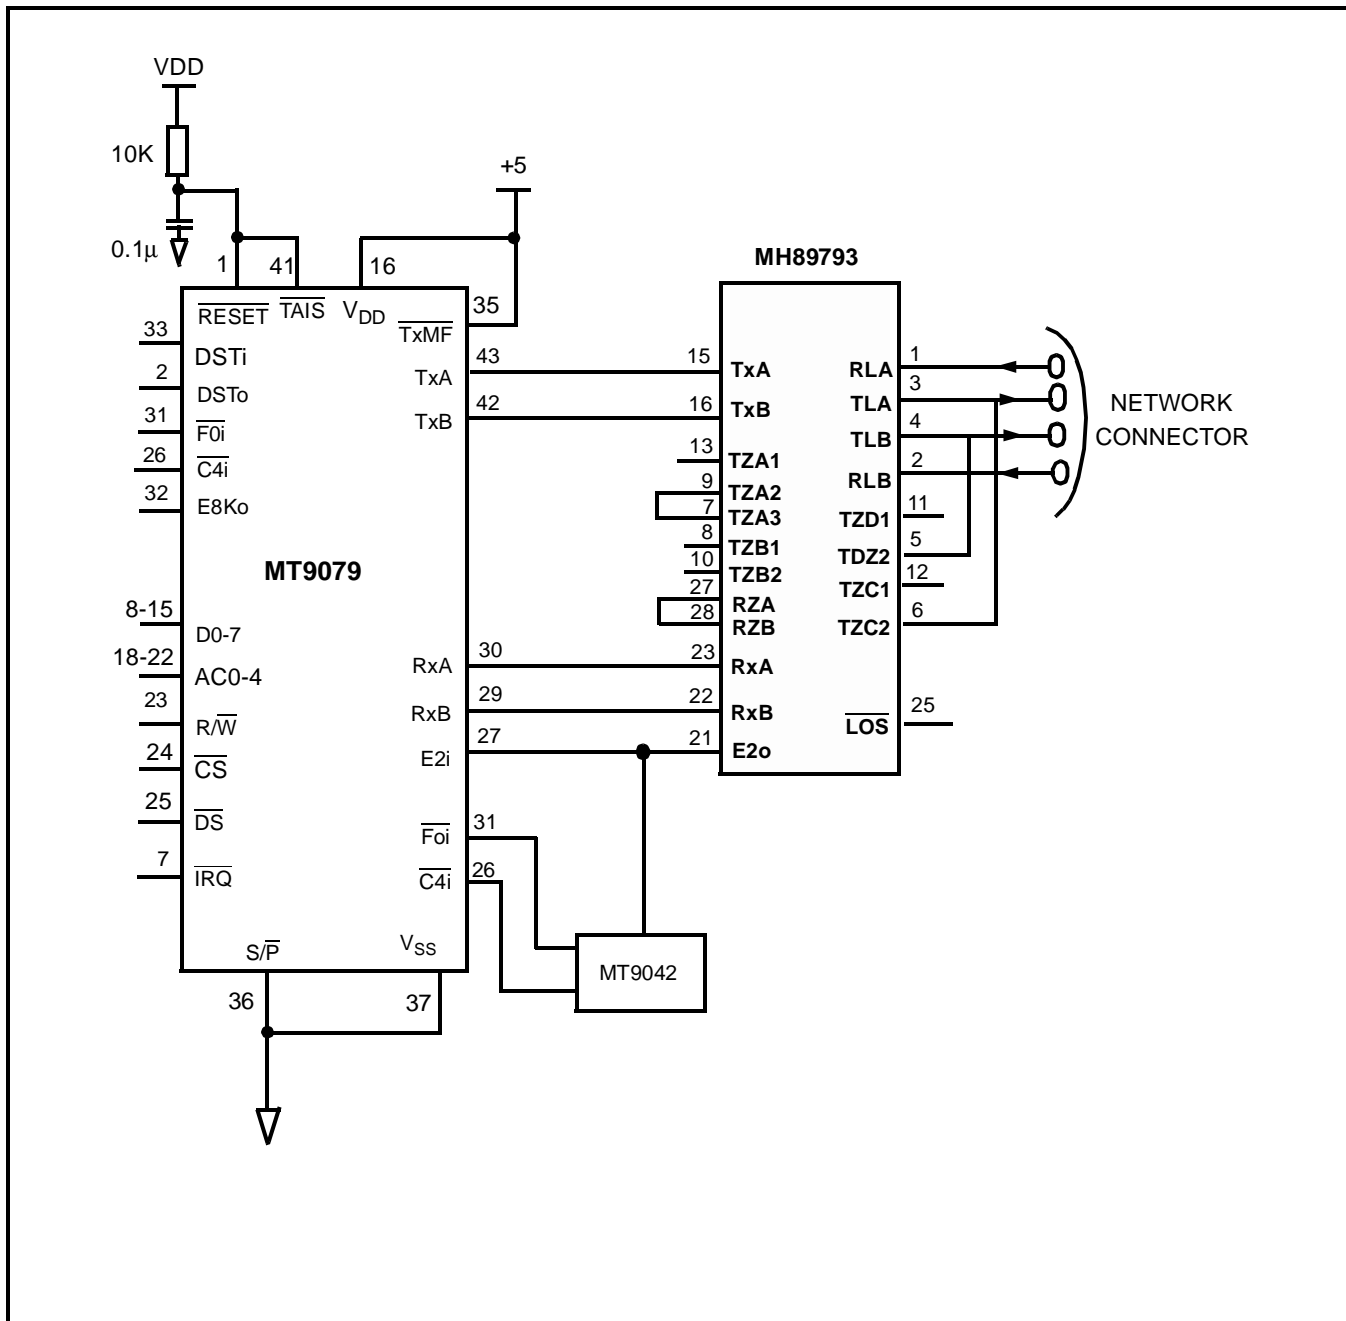 VDD
10K
0.1µ
+5
1
41
16
35
MH89793
RESET
TAIS
VDD
TxMF
33
DSTi
2
DSTo
31
F0i
26
C4i
32
E8Ko
MT9079
8-15
D0-7
18-22
AC0-4
23
R/W
24
CS
25
DS
7
IRQ
S/P
VSS
36
37
43
TxA
42
TxB
30
RxA
29
RxB
27
E2i
31
Foi
26
C4i
MT9042
15
TxA
16
TxB
13
TZA1
9
TZA2
7
TZA3
8
TZB1
10
TZB2
27
RZA
28
RZB
23
RxA
22
RxB
21
E2o
1
RLA
3
TLA
4
TLB
2
RLB
11
TZD1
5
TDZ2
12
TZC1
6
TZC2
25
LOS
NETWORK
CONNECTOR